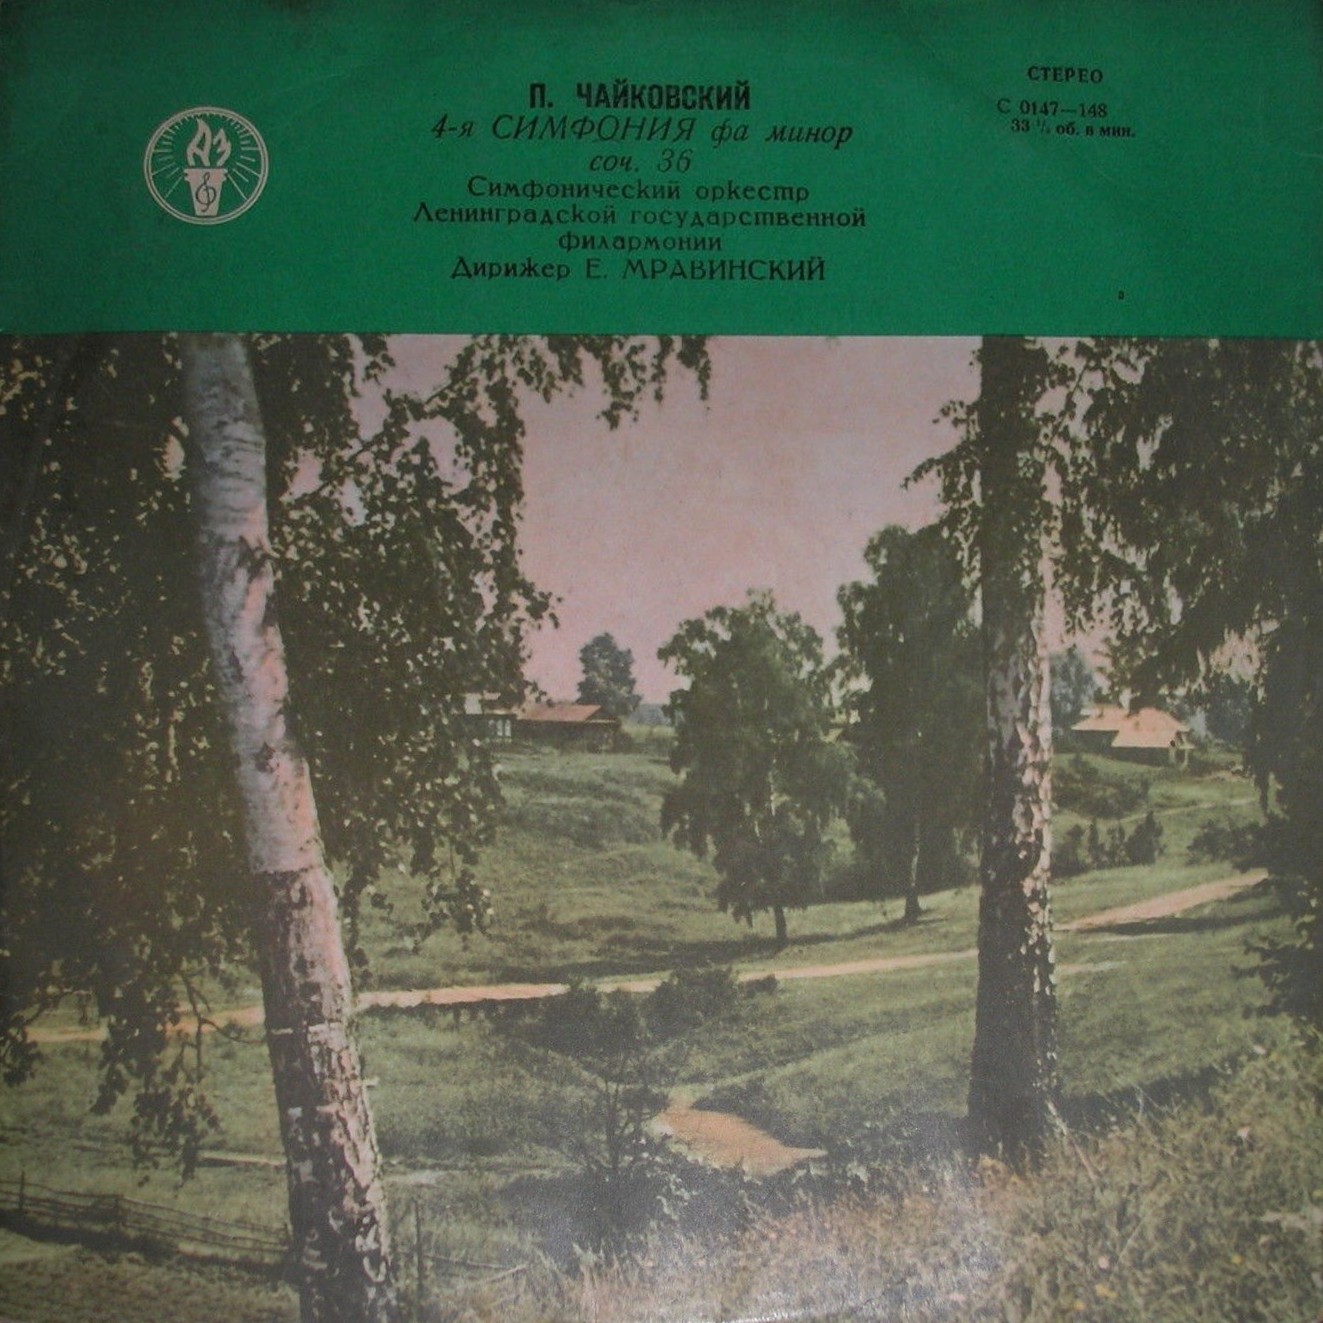 АЗ
П. ЧАЙКОВСКИЙ
4-я СИМФОНИЯ фа минор
соч. 36
Симфонический оркестр
Ленинградской государственной
филармонии
Дирижер Е. МРАВИНСКИЙ
СТЕРЕО
С 0147—148
33 ⅓ об. в мин.